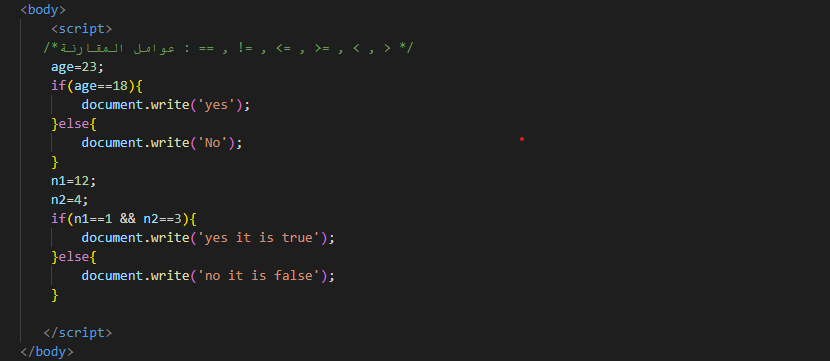 <body>
<script>
/*عوامل المقارنة : == , != , <= , >= , < , > */
age=23;
if(age==18){
document.write('yes');
}else{
document.write('No');
}
n1=12;
n2=4;
if(n1==1 && n2==3){
document.write('yes it is true');
}else{
document.write('no it is false');
}
</script>
</body>